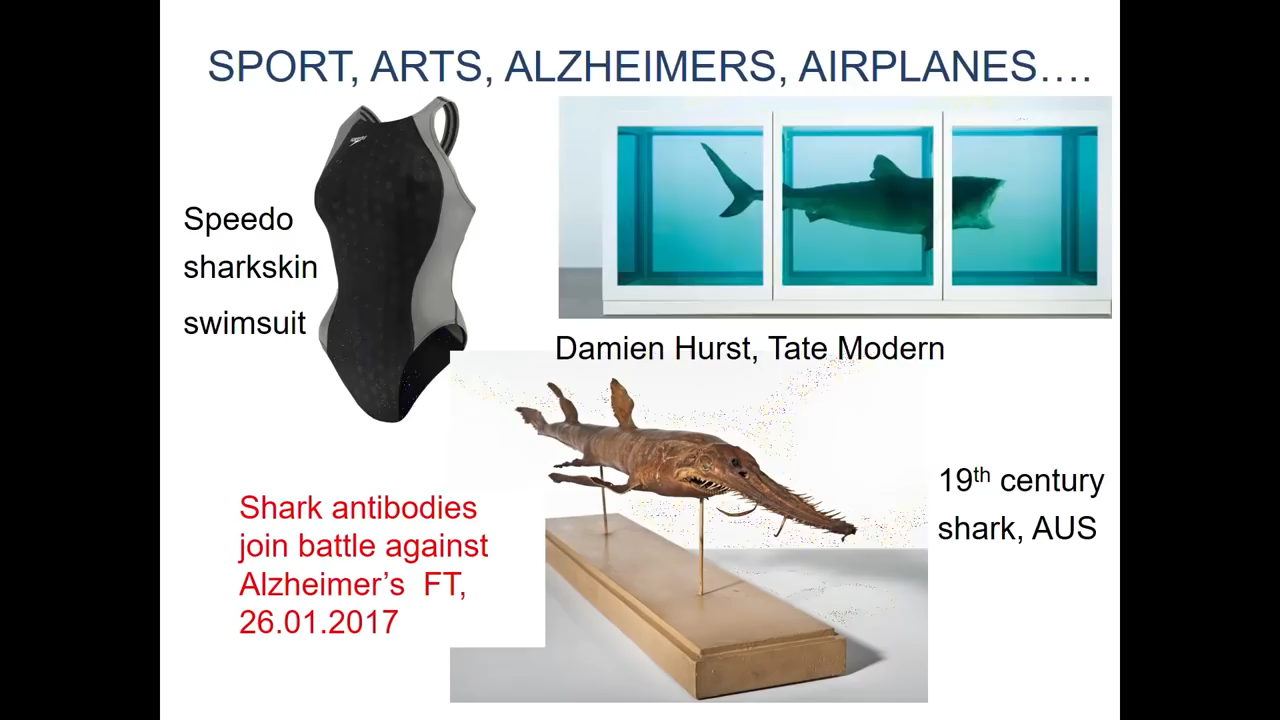 SPORT, ARTS, ALZHEIMERS, AIRPLANES….
speedo
Speedo
sharkskin
swimsuit
Damien Hurst, Tate Modern
19th century
shark, AUS
Shark antibodies
join battle against
Alzheimer’s FT,
26.01.2017